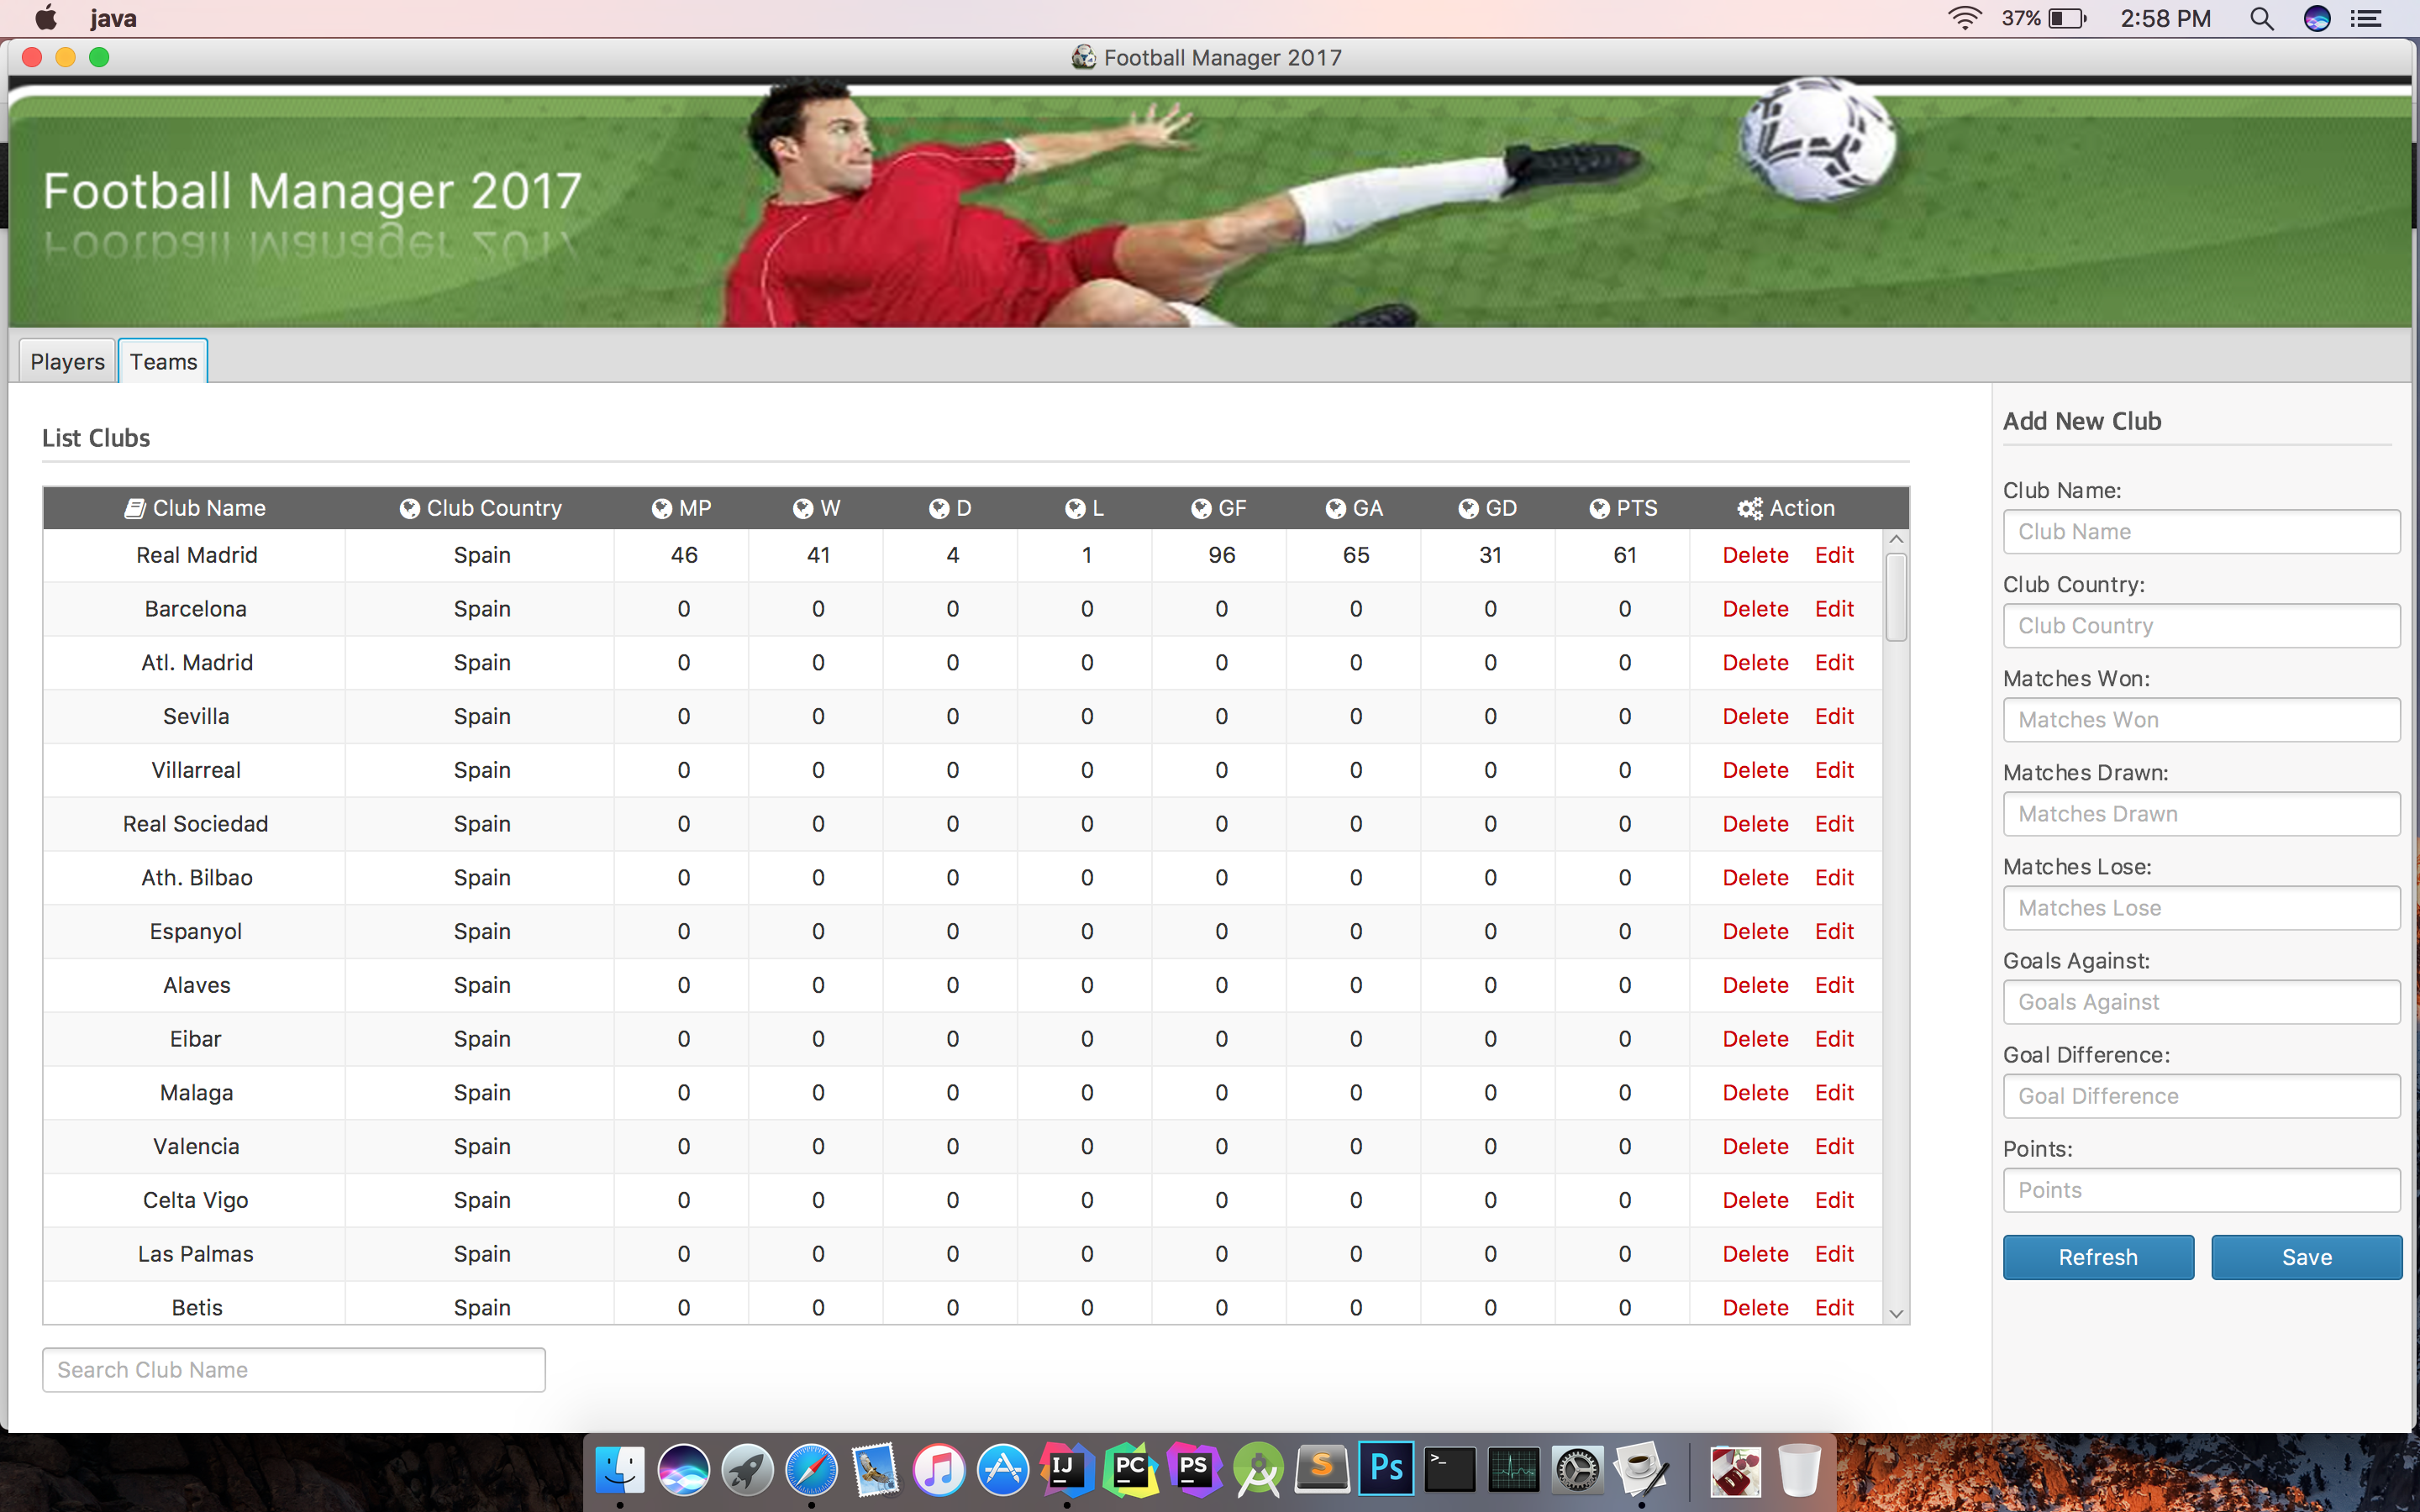 java
37%
2:58 PM
Football Manager 2017
Football Manager 2017
Players Teams
List Clubs
Club Name Club Country MP W D L GF GA GD PTS Action
Real Madrid Spain 46 41 4 1 96 65 31 61 Delete Edit
Barcelona Spain 0 0 0 0 0 0 0 0 Delete Edit
Atl. Madrid Spain 0 0 0 0 0 0 0 0 Delete Edit
Sevilla Spain 0 0 0 0 0 0 0 0 Delete Edit
Villarreal Spain 0 0 0 0 0 0 0 0 Delete Edit
Real Sociedad Spain 0 0 0 0 0 0 0 0 Delete Edit
Ath. Bilbao Spain 0 0 0 0 0 0 0 0 Delete Edit
Espanyol Spain 0 0 0 0 0 0 0 0 Delete Edit
Alaves Spain 0 0 0 0 0 0 0 0 Delete Edit
Eibar Spain 0 0 0 0 0 0 0 0 Delete Edit
Malaga Spain 0 0 0 0 0 0 0 0 Delete Edit
Valencia Spain 0 0 0 0 0 0 0 0 Delete Edit
Celta Vigo Spain 0 0 0 0 0 0 0 0 Delete Edit
Las Palmas Spain 0 0 0 0 0 0 0 0 Delete Edit
Betis Spain 0 0 0 0 0 0 0 0 Delete Edit
Search Club Name
Add New Club
Club Name:
Club Name
Club Country:
Club Country
Matches Won:
Matches Won
Matches Drawn:
Matches Drawn
Matches Lose:
Matches Lose
Goals Against:
Goals Against
Goal Difference:
Goal Difference
Points:
Points
Refresh Save
IJ PC PS S Ps >_